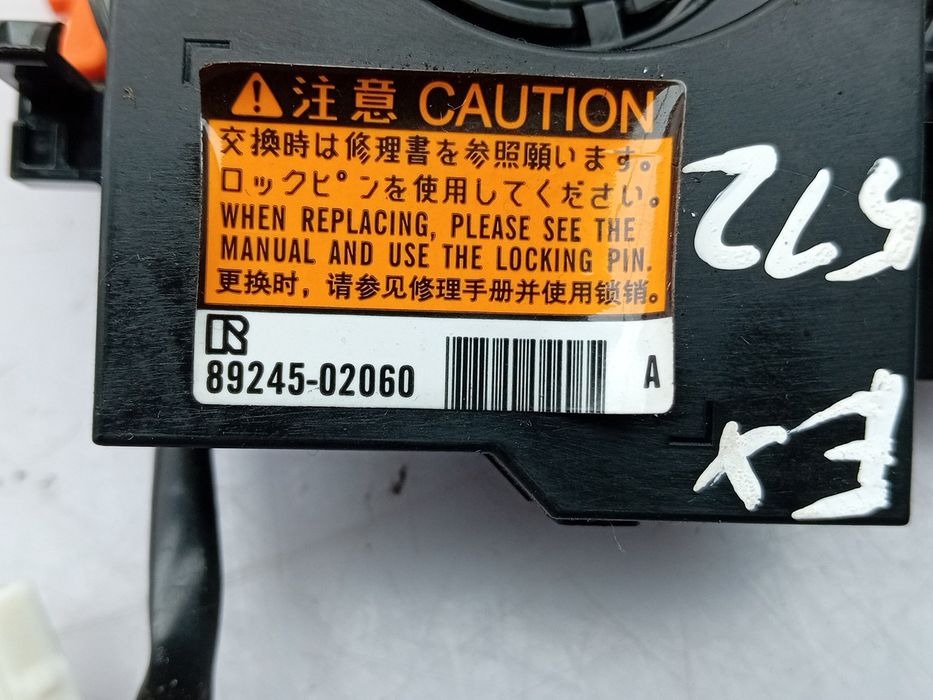 注意 CAUTION
交換時は修理書を参照願います。
ロックピンを使用してください。
WHEN REPLACING, PLEASE SEE THE
MANUAL AND USE THE LOCKING PIN.
更换时，请参见修理手册并使用锁销。
89245-02060
A
572
EX